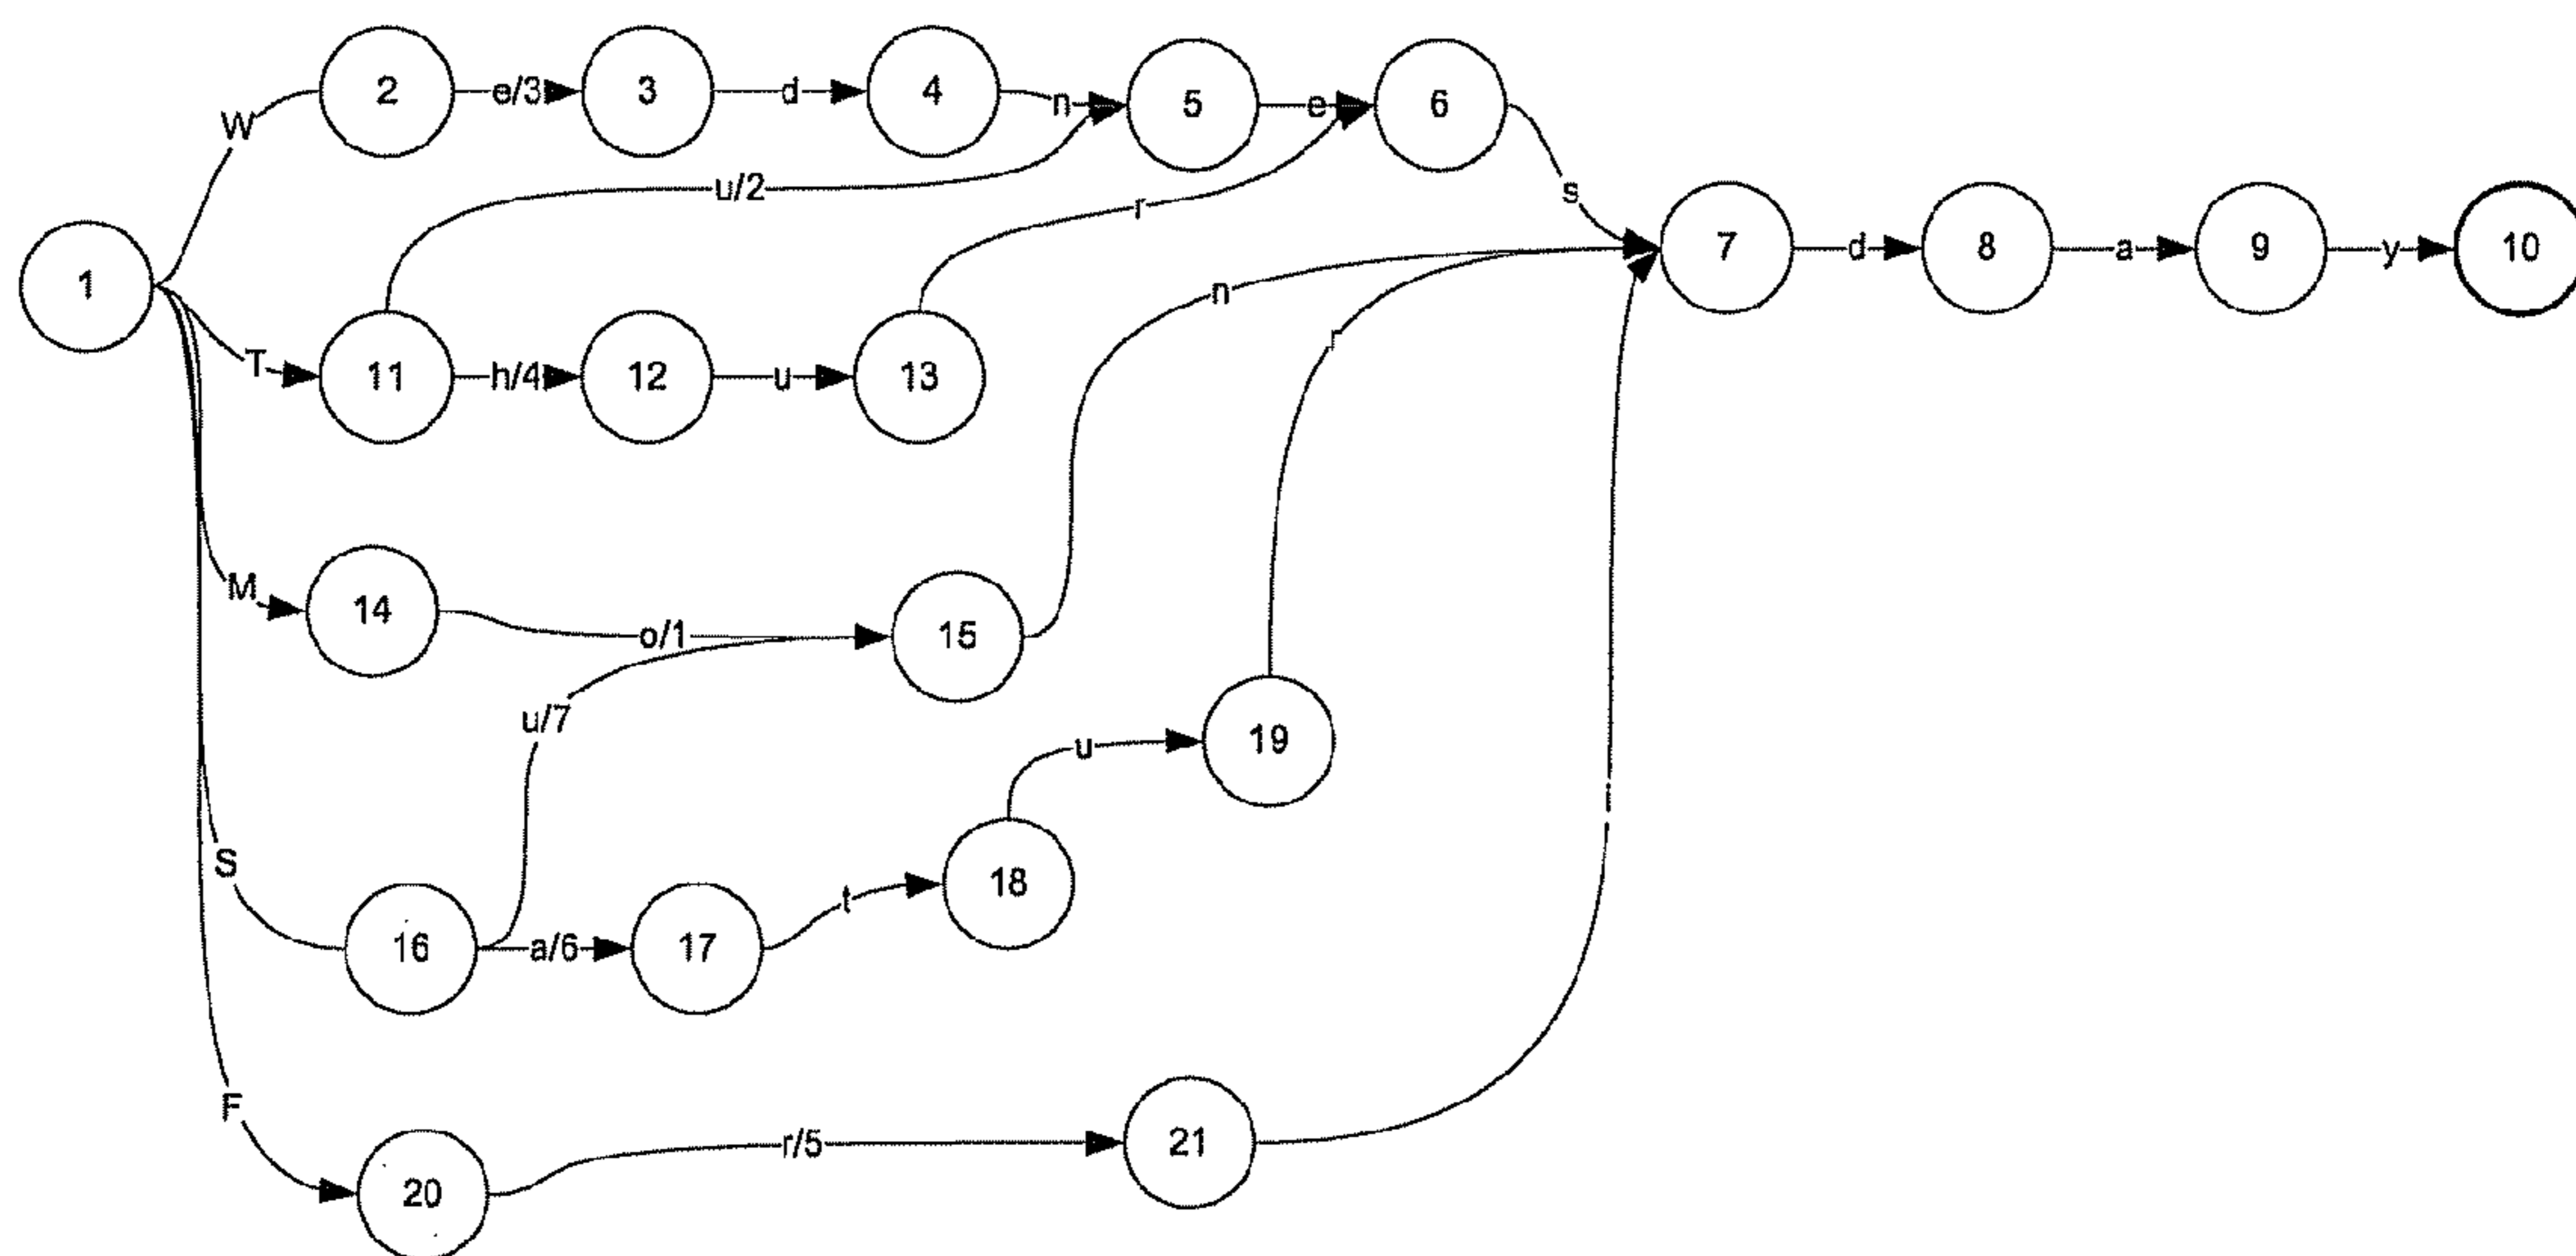 2 e/3 3 d 4 n 5 e 6
W
u/2
r
s
1
7 d 8 a 9 y 10
n
T 11 h/4 12 u 13
r
M 14
o/1 15
u/7
u 19
i
S
t 18
16 a/6 17
F
r/5 21
20